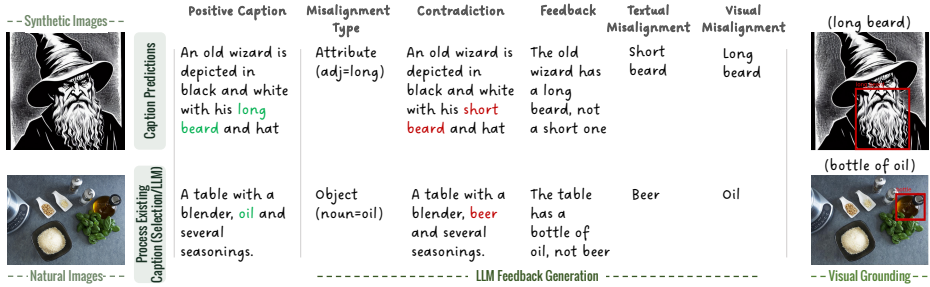 Synthetic Images
Positive Caption
Misalignment
Type
Contradiction
Feedback
Textual
Misalignment
Visual
Misalignment
(long beard)
Caption Predictions
An old wizard is
depicted in
black and white
with his long
beard and hat
Attribute
(adj=long)
An old wizard is
depicted in
black and white
with his short
beard and hat
The old
wizard has
a long
beard, not
a short one
Short
beard
Long
beard
(bottle of oil)
Process Existing
Caption (Selection/LLM)
A table with a
blender, oil and
several
seasonings.
Object
(noun=oil)
A table with a
blender, beer
and several
seasonings.
The table
has a
bottle of
oil, not beer
Beer
Oil
Natural Images
LLM Feedback Generation
Visual Grounding